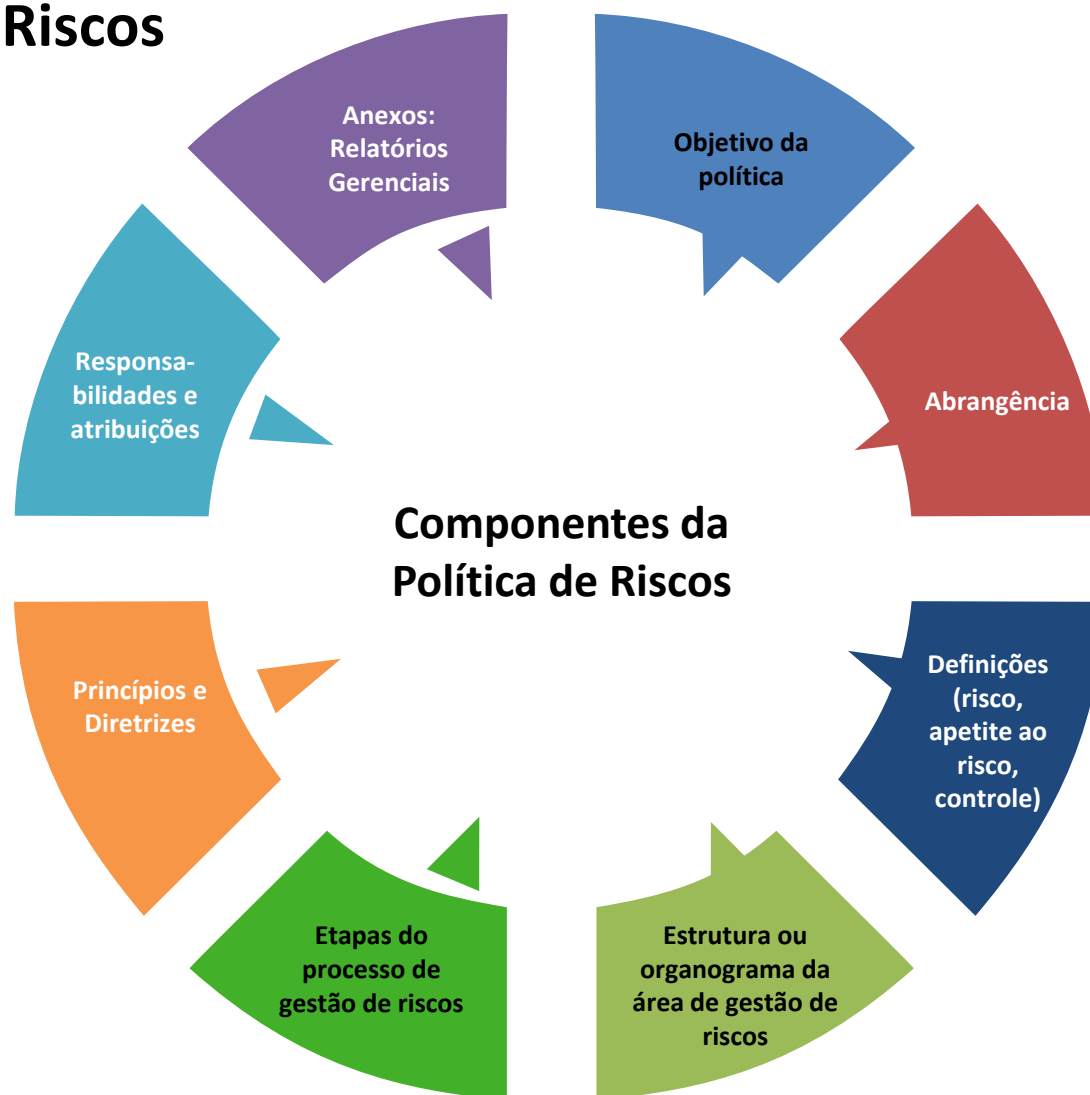 Riscos
Anexos:
Relatórios
Gerenciais
Objetivo da
política
Responsa-
bilidades e
atribuições
Abrangência
Componentes da
Política de Riscos
Princípios e
Diretrizes
Definições
(risco,
apetite ao
risco,
controle)
Etapas do
processo de
gestão de riscos
Estrutura ou
organograma da
área de gestão de
riscos